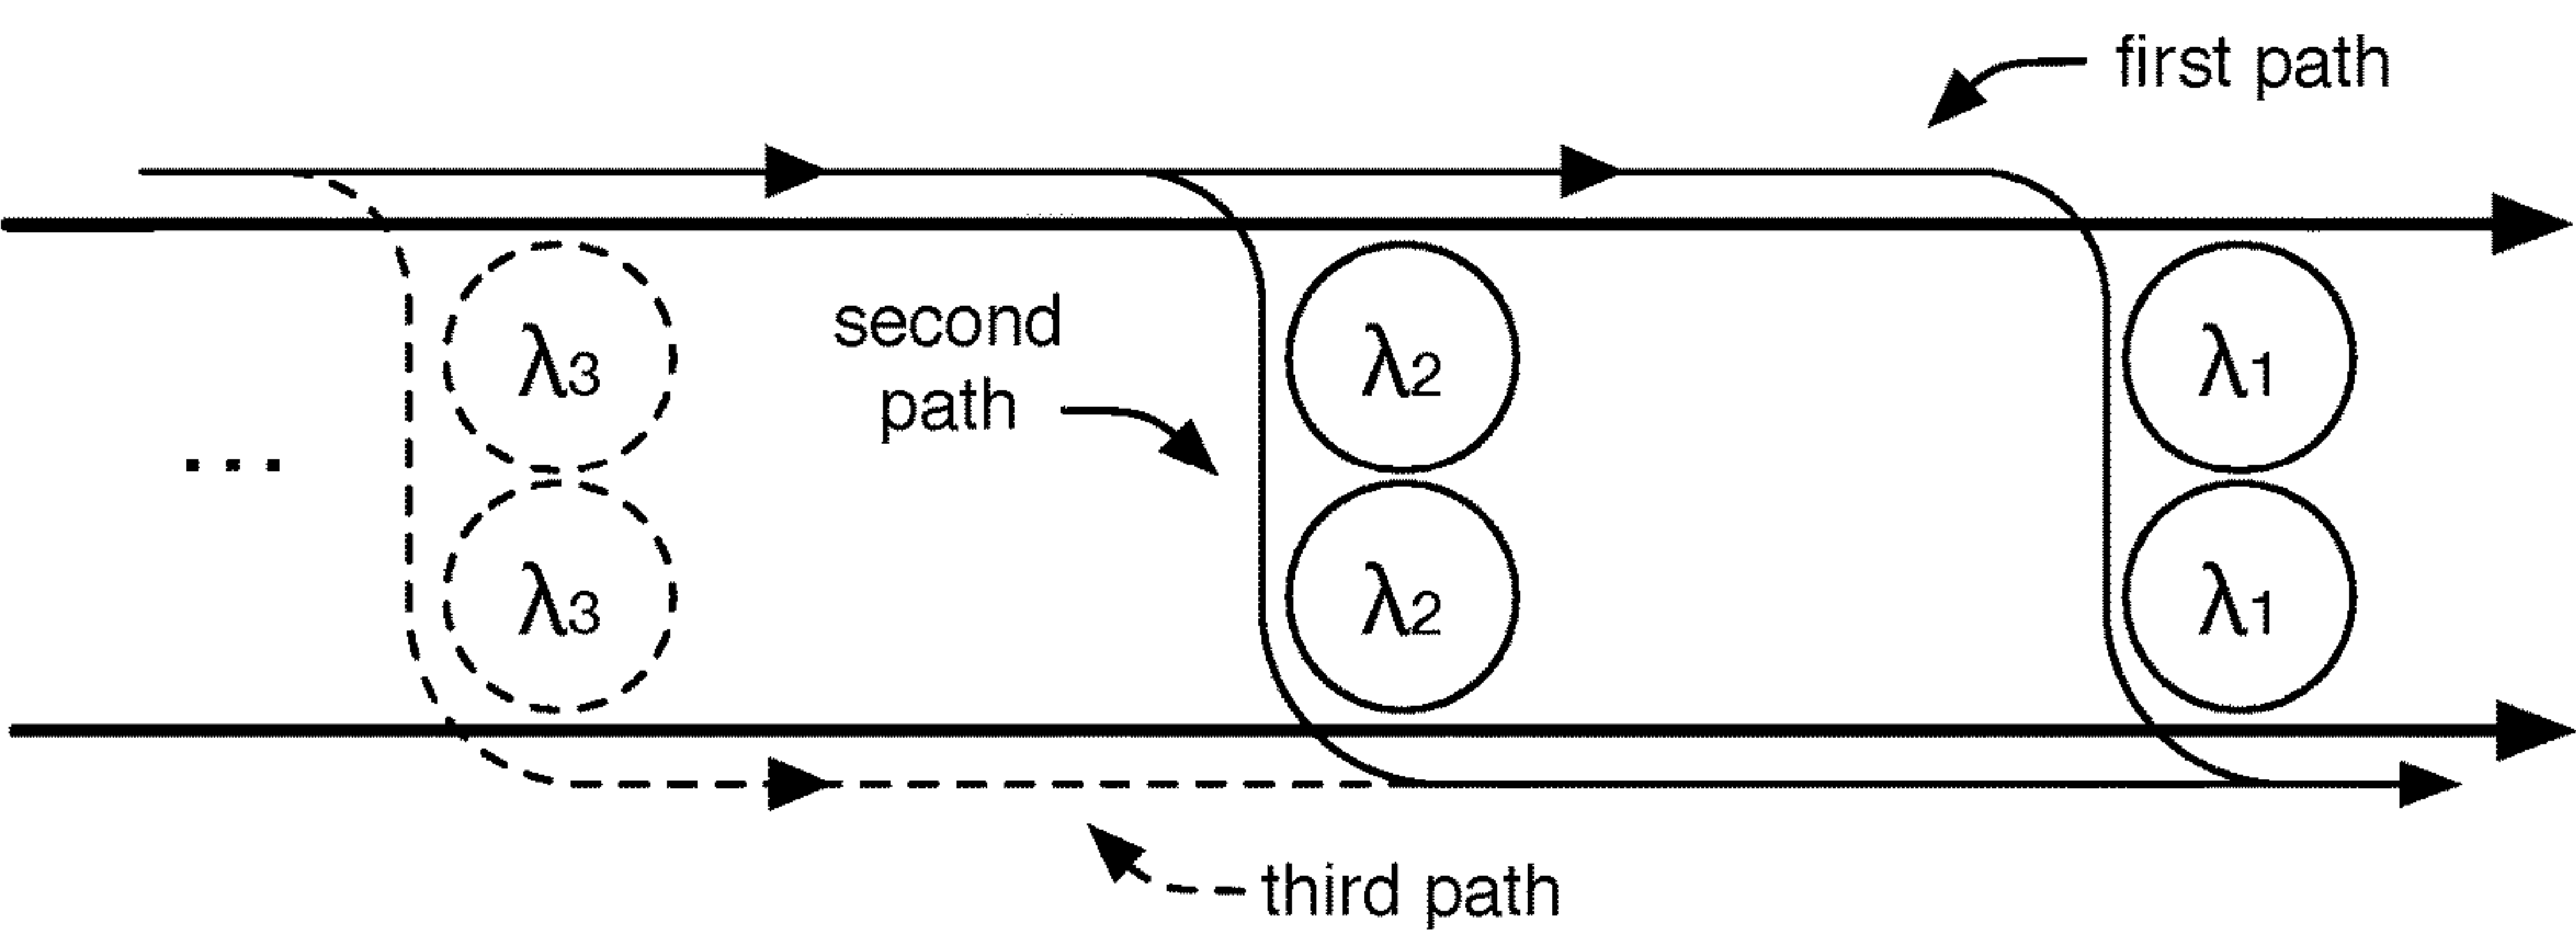 first path
second
path
λ3
λ2
λ1
...
λ3
λ2
λ1
third path